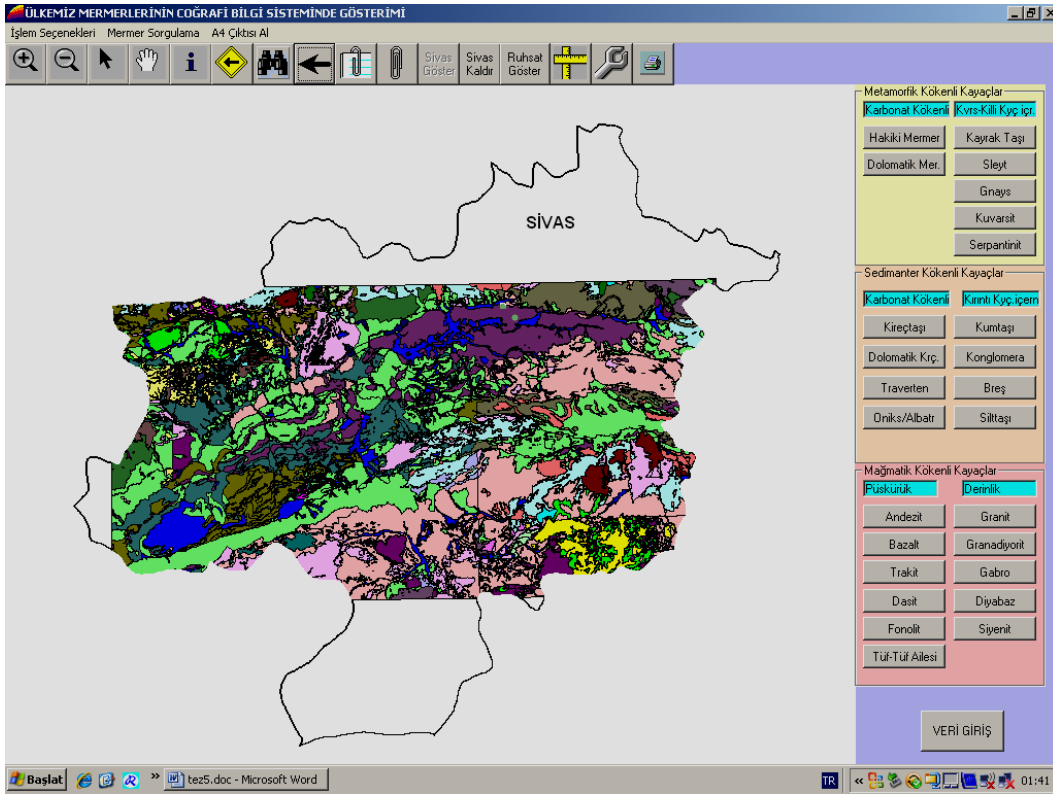 ÜLKEMİZ MERMERLERİNİN COĞRAFİ BİLGİ SİSTEMİNDE GÖSTERİMİ
İşlem Seçenekleri Mermer Sorgulama A4 Çıktısı Al
Sivas Göster
Sivas Kaldır
Ruhsat Göster
SİVAS
Metamorfik Kökenli Kayaçlar
Karbonat Kökenli Kvrs-Killi Kyç içr.
Hakiki Mermer Kayrak Taşı
Dolomatik Mer. Sleyt
Gnays
Kuvarsit
Serpantinit
Sedimanter Kökenli Kayaçlar
Karbonat Kökenli Kırıntı Kyç.içern
Kireçtaşı Kumtaşı
Dolomatik Krç. Konglomera
Traverten Breş
Oniks/Albatr Silttaşı
Mağmatik Kökenli Kayaçlar
Püskürük Derinlik
Andezit Granit
Bazalt Granadiyorit
Trakit Gabro
Dasit Diyabaz
Fonolit Siyenit
Tüf-Tüf Ailesi
VERİ GİRİŞ
Başlat » tez5.doc - Microsoft Word TR « 01:41